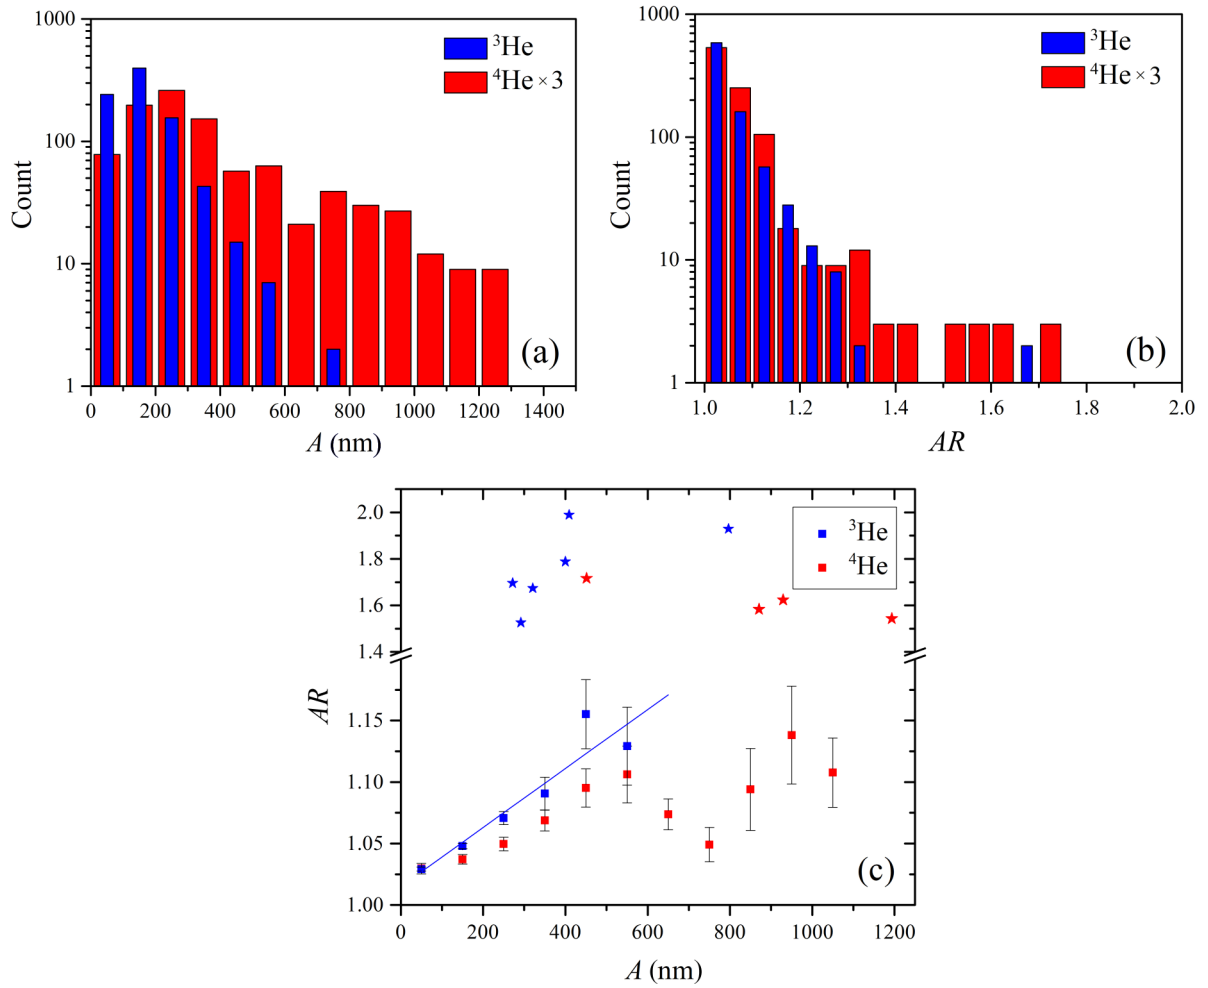 1000
100
10
1
Count
³He
⁴He × 3
(a)
0 200 400 600 800 1000 1200 1400
A (nm)
1000
100
10
1
Count
³He
⁴He × 3
(b)
1.0 1.2 1.4 1.6 1.8 2.0
AR
2.0
1.8
1.6
1.4
1.15
1.10
1.05
1.00
AR
³He
⁴He
(c)
0 200 400 600 800 1000 1200
A (nm)